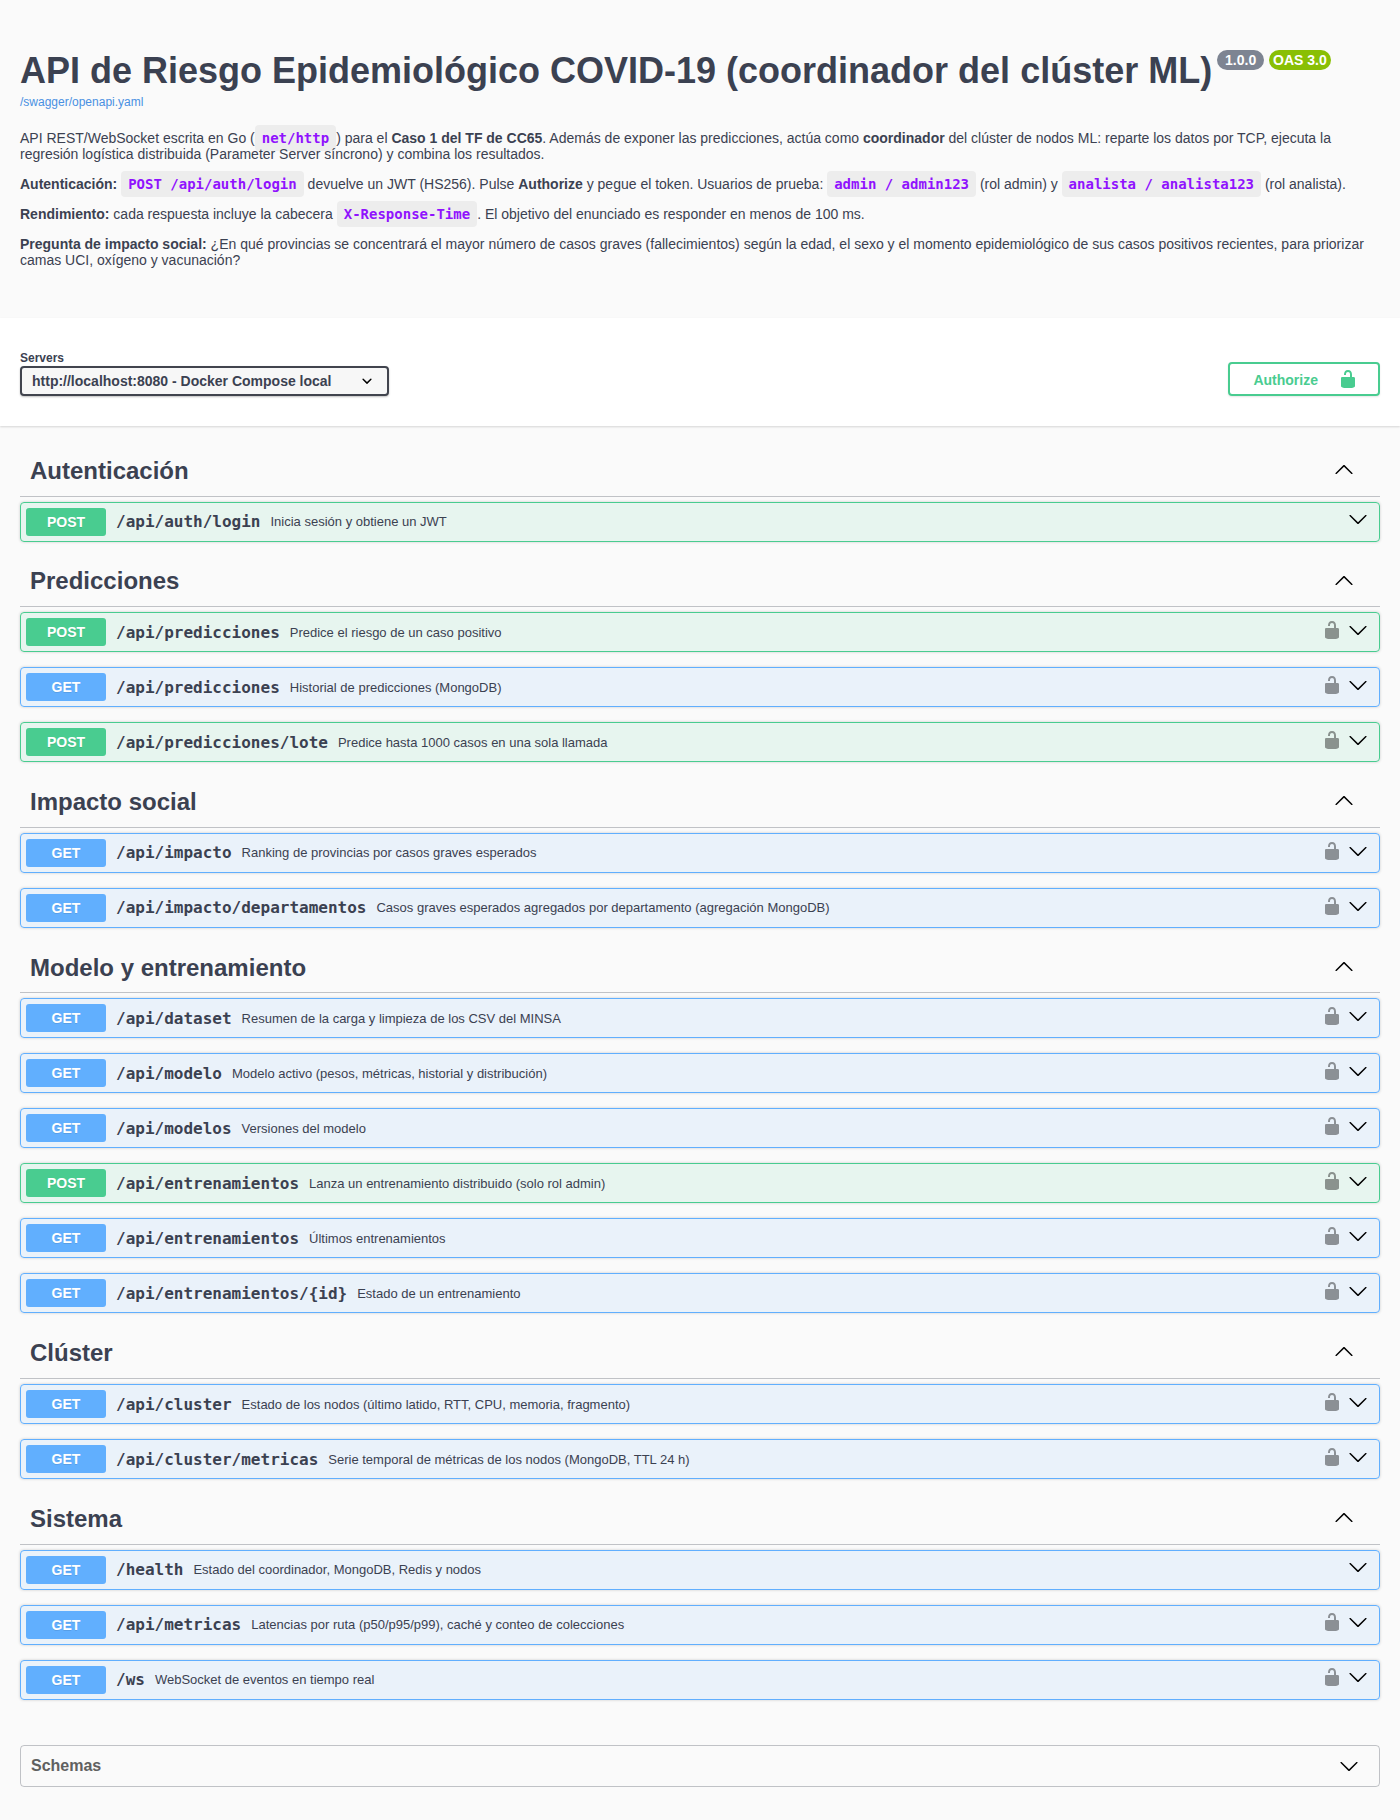 API de Riesgo Epidemiológico COVID-19 (coordinador del clúster ML) 1.0.0 OAS 3.0
/swagger/openapi.yaml
API REST/WebSocket escrita en Go ( net/http ) para el Caso 1 del TF de CC65. Además de exponer las predicciones, actúa como coordinador del clúster de nodos ML: reparte los datos por TCP, ejecuta la
regresión logística distribuida (Parameter Server síncrono) y combina los resultados.
Autenticación: POST /api/auth/login devuelve un JWT (HS256). Pulse Authorize y pegue el token. Usuarios de prueba: admin / admin123 (rol admin) y analista / analista123 (rol analista).
Rendimiento: cada respuesta incluye la cabecera X-Response-Time . El objetivo del enunciado es responder en menos de 100 ms.
Pregunta de impacto social: ¿En qué provincias se concentrará el mayor número de casos graves (fallecimientos) según la edad, el sexo y el momento epidemiológico de sus casos positivos recientes, para priorizar
camas UCI, oxígeno y vacunación?
Servers
http://localhost:8080 - Docker Compose local
Authorize
Autenticación
POST /api/auth/login Inicia sesión y obtiene un JWT
Predicciones
POST /api/predicciones Predice el riesgo de un caso positivo
GET /api/predicciones Historial de predicciones (MongoDB)
POST /api/predicciones/lote Predice hasta 1000 casos en una sola llamada
Impacto social
GET /api/impacto Ranking de provincias por casos graves esperados
GET /api/impacto/departamentos Casos graves esperados agregados por departamento (agregación MongoDB)
Modelo y entrenamiento
GET /api/dataset Resumen de la carga y limpieza de los CSV del MINSA
GET /api/modelo Modelo activo (pesos, métricas, historial y distribución)
GET /api/modelos Versiones del modelo
POST /api/entrenamientos Lanza un entrenamiento distribuido (solo rol admin)
GET /api/entrenamientos Últimos entrenamientos
GET /api/entrenamientos/{id} Estado de un entrenamiento
Clúster
GET /api/cluster Estado de los nodos (último latido, RTT, CPU, memoria, fragmento)
GET /api/cluster/metricas Serie temporal de métricas de los nodos (MongoDB, TTL 24 h)
Sistema
GET /health Estado del coordinador, MongoDB, Redis y nodos
GET /api/metricas Latencias por ruta (p50/p95/p99), caché y conteo de colecciones
GET /ws WebSocket de eventos en tiempo real
Schemas